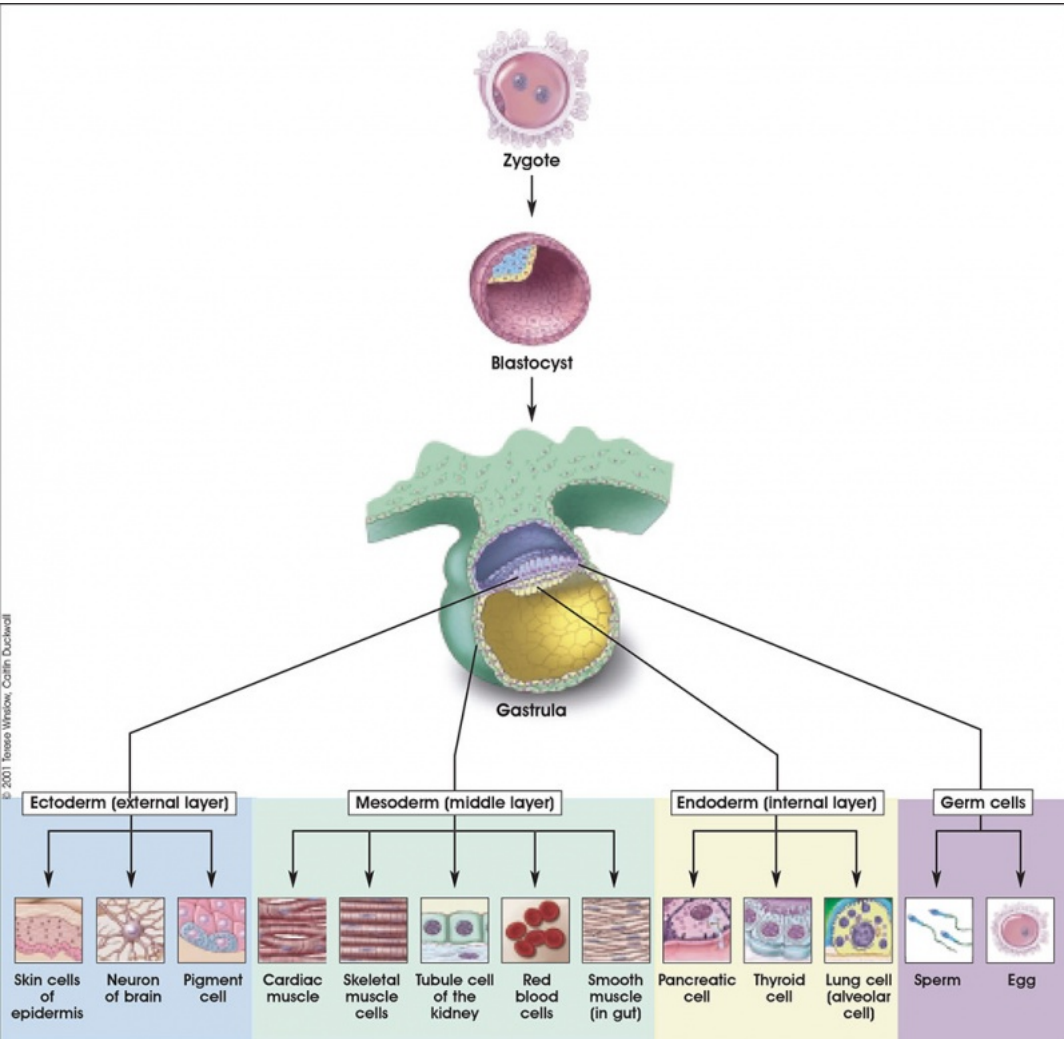 Zygote
Blastocyst
Gastrula
© 2001 Terese Winslow, Caitlin Duckwall
Ectoderm (external layer)
Mesoderm (middle layer)
Endoderm (internal layer)
Germ cells
Skin cells
of
epidermis
Neuron
of brain
Pigment
cell
Cardiac
muscle
Skeletal
muscle
cells
Tubule cell
of the
kidney
Red
blood
cells
Smooth
muscle
(in gut)
Pancreatic
cell
Thyroid
cell
Lung cell
(alveolar
cell)
Sperm
Egg